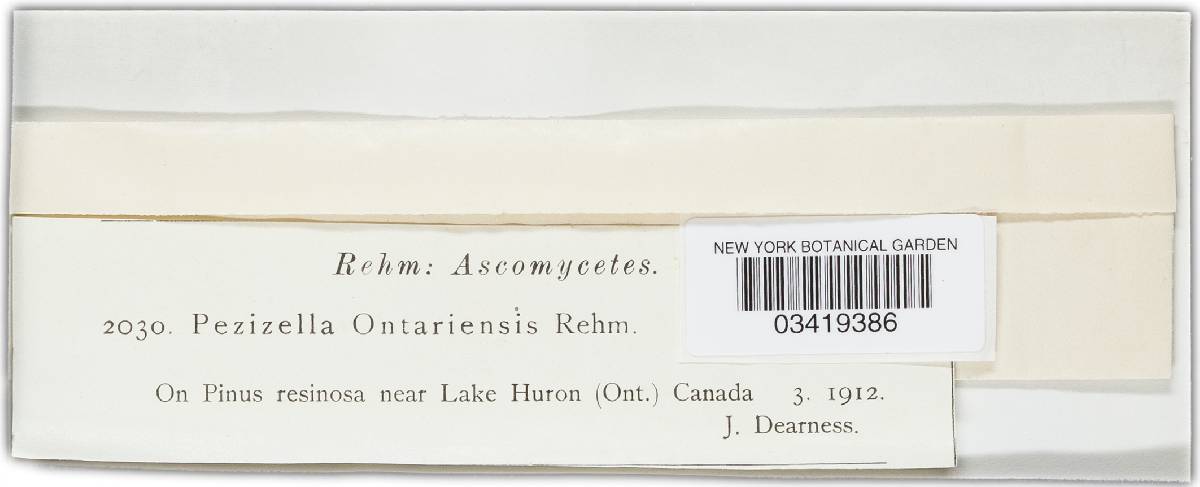 Rehm: Ascomycetes.
2030. Pezizella Ontariensis Rehm.
On Pinus resinosa near Lake Huron (Ont.) Canada 3. 1912.
J. Dearness.
NEW YORK BOTANICAL GARDEN
03419386